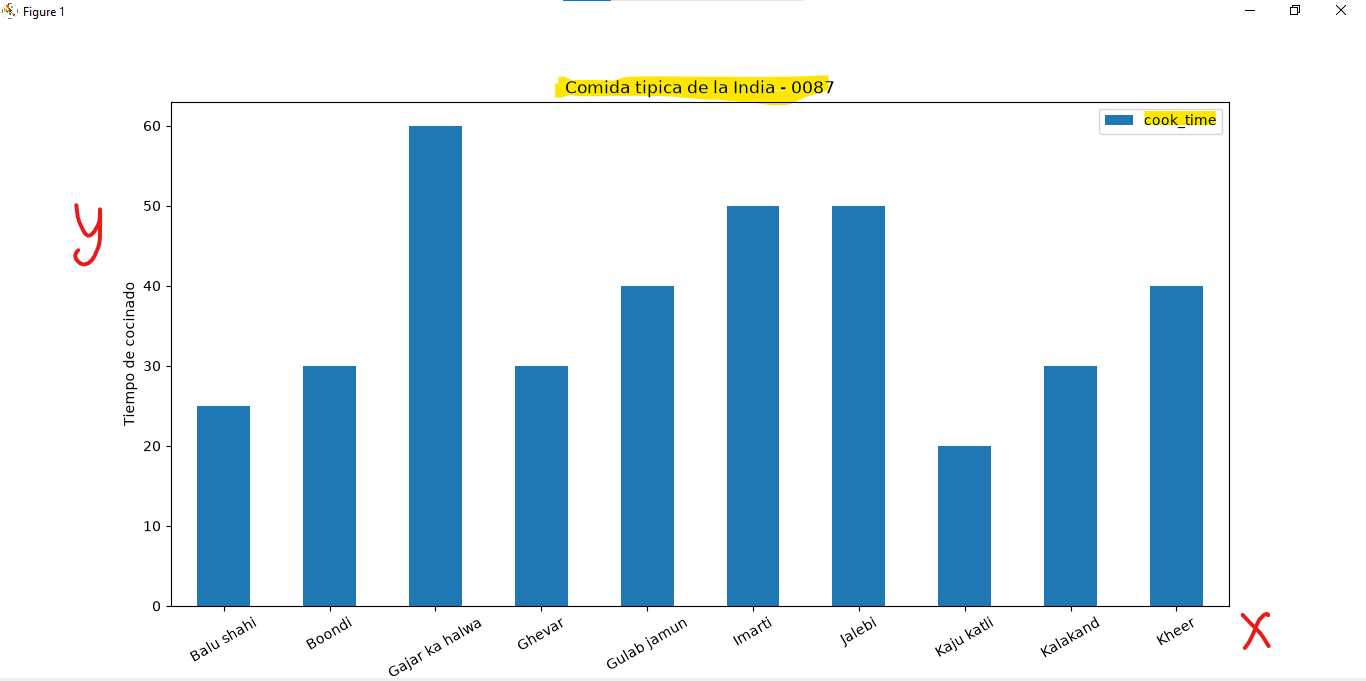 Figure 1
Comida tipica de la India - 0087
cook_time
60
50
40
30
20
10
0
y
Tiempo de cocinado
Balu shahi
Boondi
Gajar ka halwa
Ghevar
Gulab jamun
Imarti
Jalebi
Kaju katli
Kalakand
Kheer
x